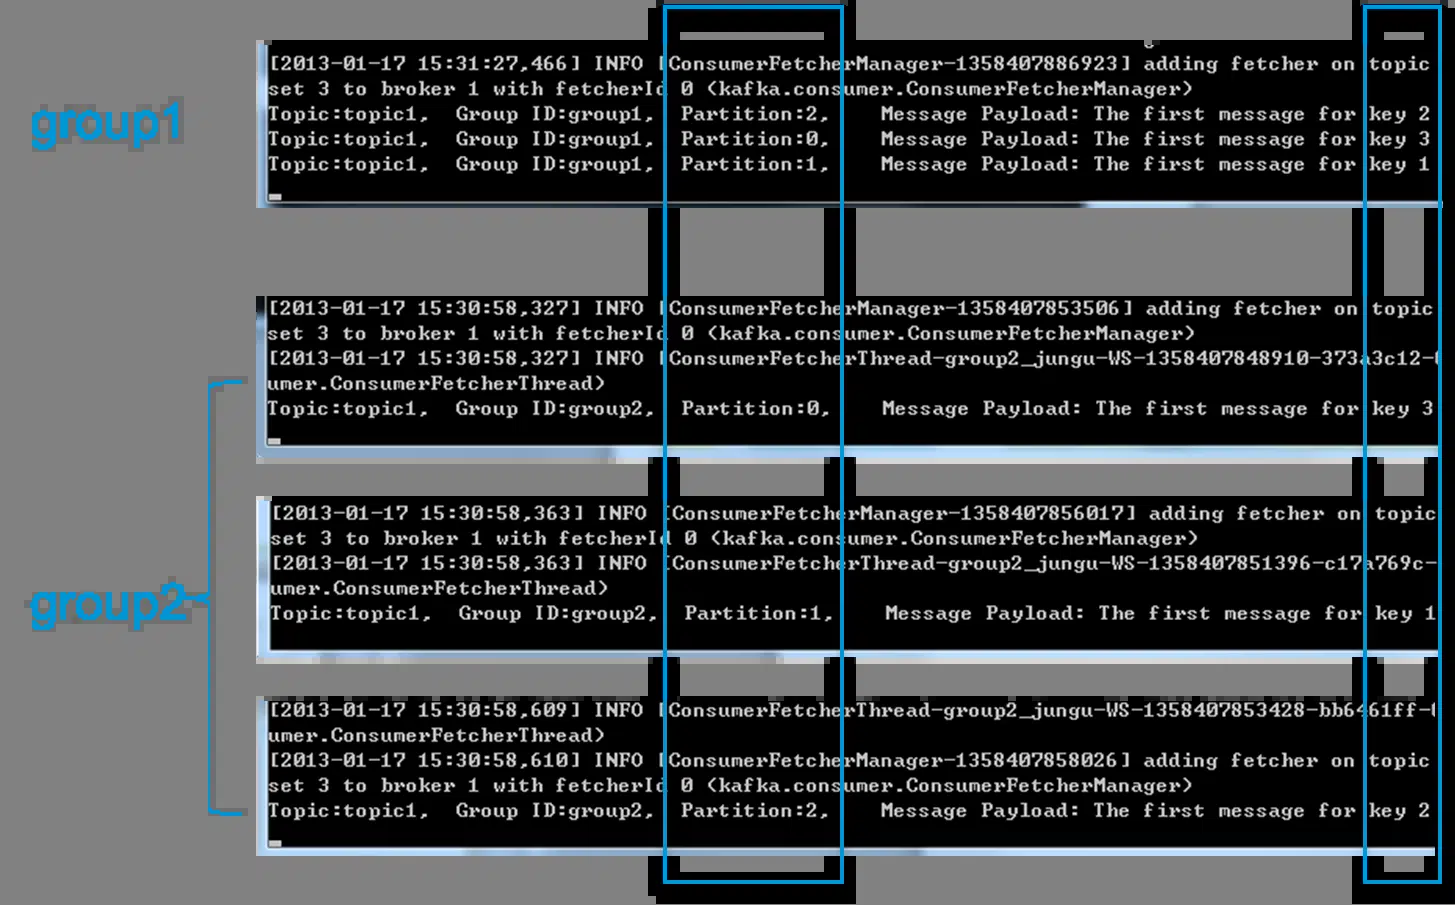 group1
[2013-01-17 15:31:27,466] INFO [ConsumerFetcherManager-1358407886923] adding fetcher on topic
set 3 to broker 1 with fetcherId 0 (kafka.consumer.ConsumerFetcherManager)
Topic:topic1, Group ID:group1, Partition:2, Message Payload: The first message for key 2
Topic:topic1, Group ID:group1, Partition:0, Message Payload: The first message for key 3
Topic:topic1, Group ID:group1, Partition:1, Message Payload: The first message for key 1
[2013-01-17 15:30:58,327] INFO [ConsumerFetcherManager-1358407853506] adding fetcher on topic
set 3 to broker 1 with fetcherId 0 (kafka.consumer.ConsumerFetcherManager)
[2013-01-17 15:30:58,327] INFO [ConsumerFetcherThread-group2_jungu-WS-1358407848910-373a3c12-
umer.ConsumerFetcherThread)
Topic:topic1, Group ID:group2, Partition:0, Message Payload: The first message for key 3
group2
[2013-01-17 15:30:58,363] INFO [ConsumerFetcherManager-1358407856017] adding fetcher on topic
set 3 to broker 1 with fetcherId 0 (kafka.consumer.ConsumerFetcherManager)
[2013-01-17 15:30:58,363] INFO [ConsumerFetcherThread-group2_jungu-WS-1358407851396-c17a769c-
umer.ConsumerFetcherThread)
Topic:topic1, Group ID:group2, Partition:1, Message Payload: The first message for key 1
[2013-01-17 15:30:58,609] INFO [ConsumerFetcherThread-group2_jungu-WS-1358407853428-bb6461ff-
umer.ConsumerFetcherThread)
[2013-01-17 15:30:58,610] INFO [ConsumerFetcherManager-1358407858026] adding fetcher on topic
set 3 to broker 1 with fetcherId 0 (kafka.consumer.ConsumerFetcherManager)
Topic:topic1, Group ID:group2, Partition:2, Message Payload: The first message for key 2